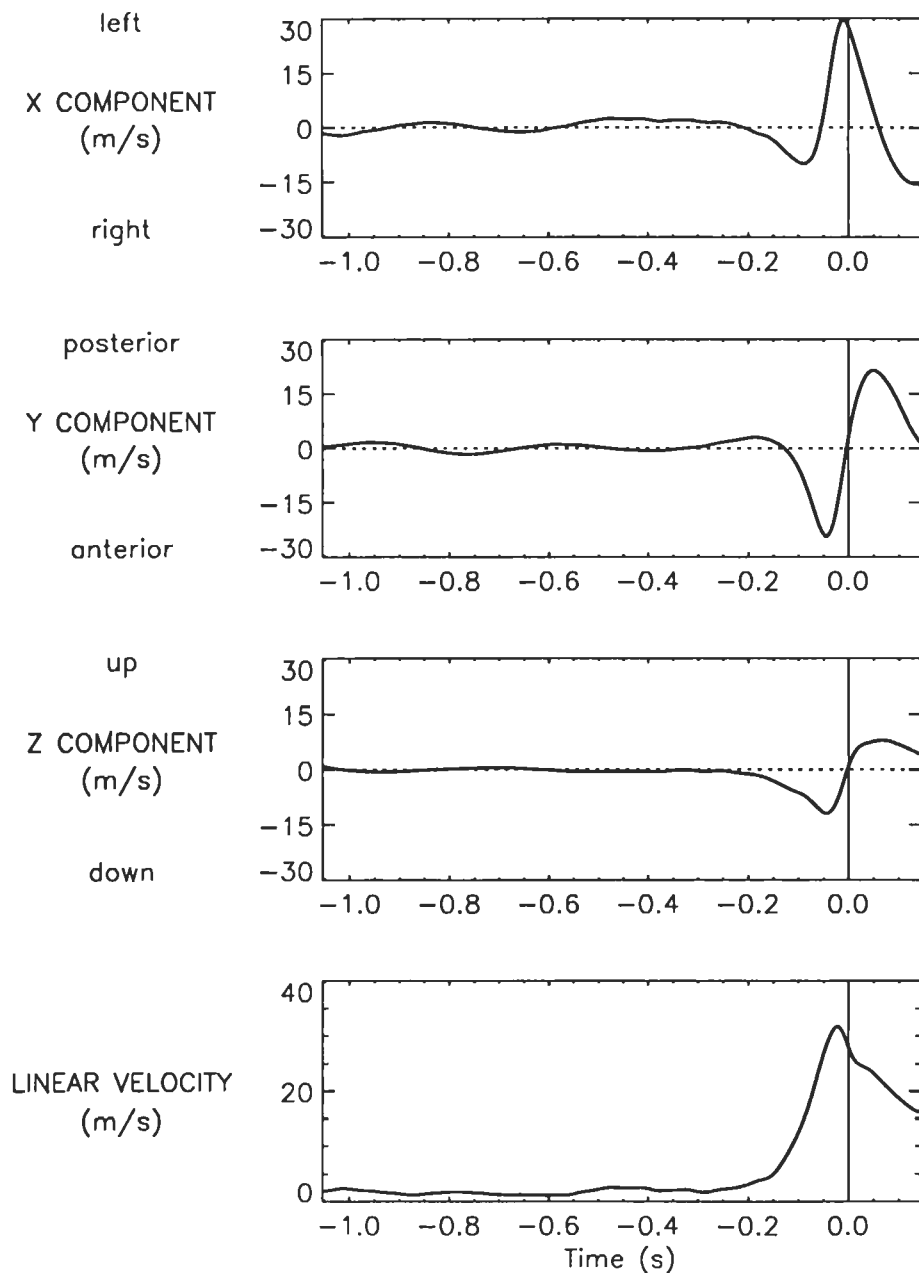 left
X COMPONENT
(m/s)
right
30
15
0
−15
−30
−1.0 −0.8 −0.6 −0.4 −0.2 0.0
posterior
Y COMPONENT
(m/s)
anterior
30
15
0
−15
−30
−1.0 −0.8 −0.6 −0.4 −0.2 0.0
up
Z COMPONENT
(m/s)
down
30
15
0
−15
−30
−1.0 −0.8 −0.6 −0.4 −0.2 0.0
LINEAR VELOCITY
(m/s)
40
20
0
−1.0 −0.8 −0.6 −0.4 −0.2 0.0
Time (s)